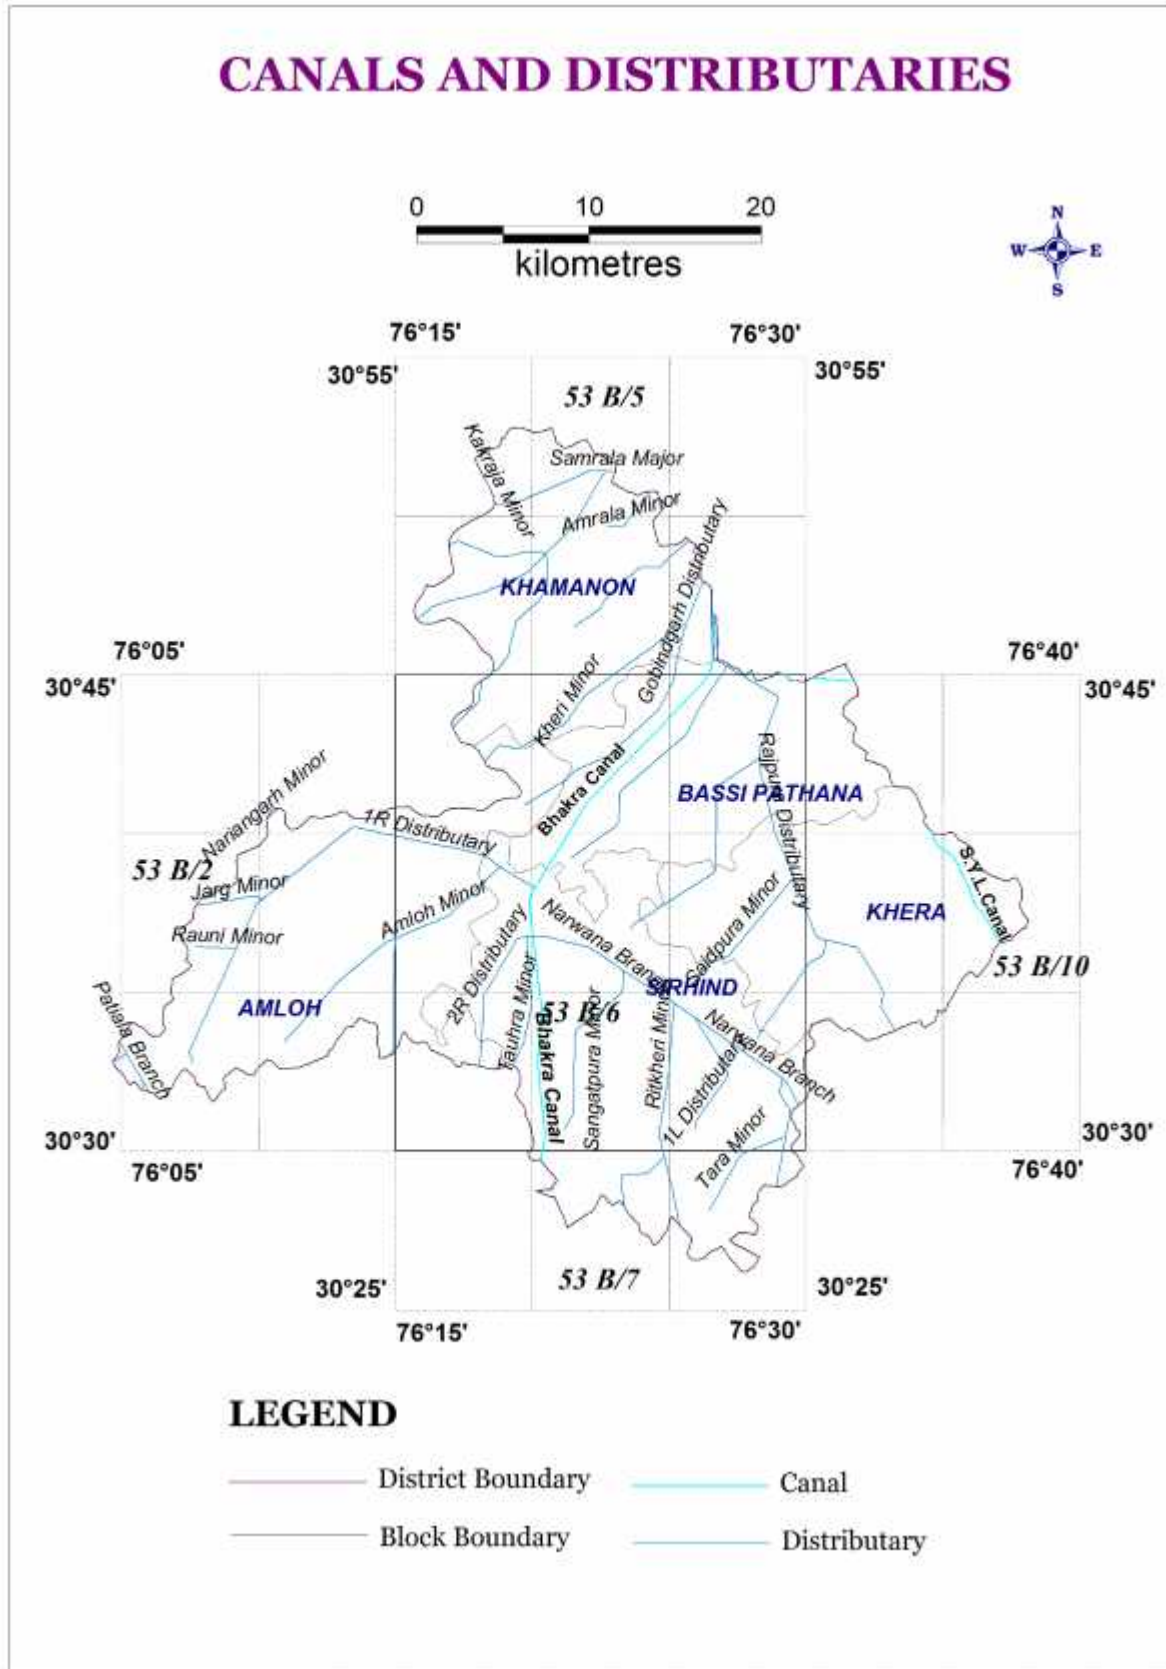 CANALS AND DISTRIBUTARIES
0 10 20
kilometres
N
W E
S
76°15' 76°30'
30°55' 30°55'
53 B/5
Kakraja Minor
Samrala Major
Amrala Minor
Gobindgarh Distributary
KHAMANON
76°05' 76°40'
30°45' 30°45'
Kheri Minor
Bhakra Canal
Rajpura Distributary
BASSI PATHANA
Nariangarh Minor
1R Distributary
53 B/2
Jarg Minor
Amloh Minor
Rauni Minor
S.Y.L.Canal
KHERA
53 B/10
2R Distributary
Narwana Branch
Saidpura Minor
SIRHIND
AMLOH
Patiala Branch
Tauhra Minor
53 B/6
Bhakra Canal
Sangatpura Minor
Ritkheri Minor
Narwana Branch
1L Distributary
Tara Minor
30°30' 30°30'
76°05' 76°40'
53 B/7
30°25' 30°25'
76°15' 76°30'
LEGEND
District Boundary
Canal
Block Boundary
Distributary